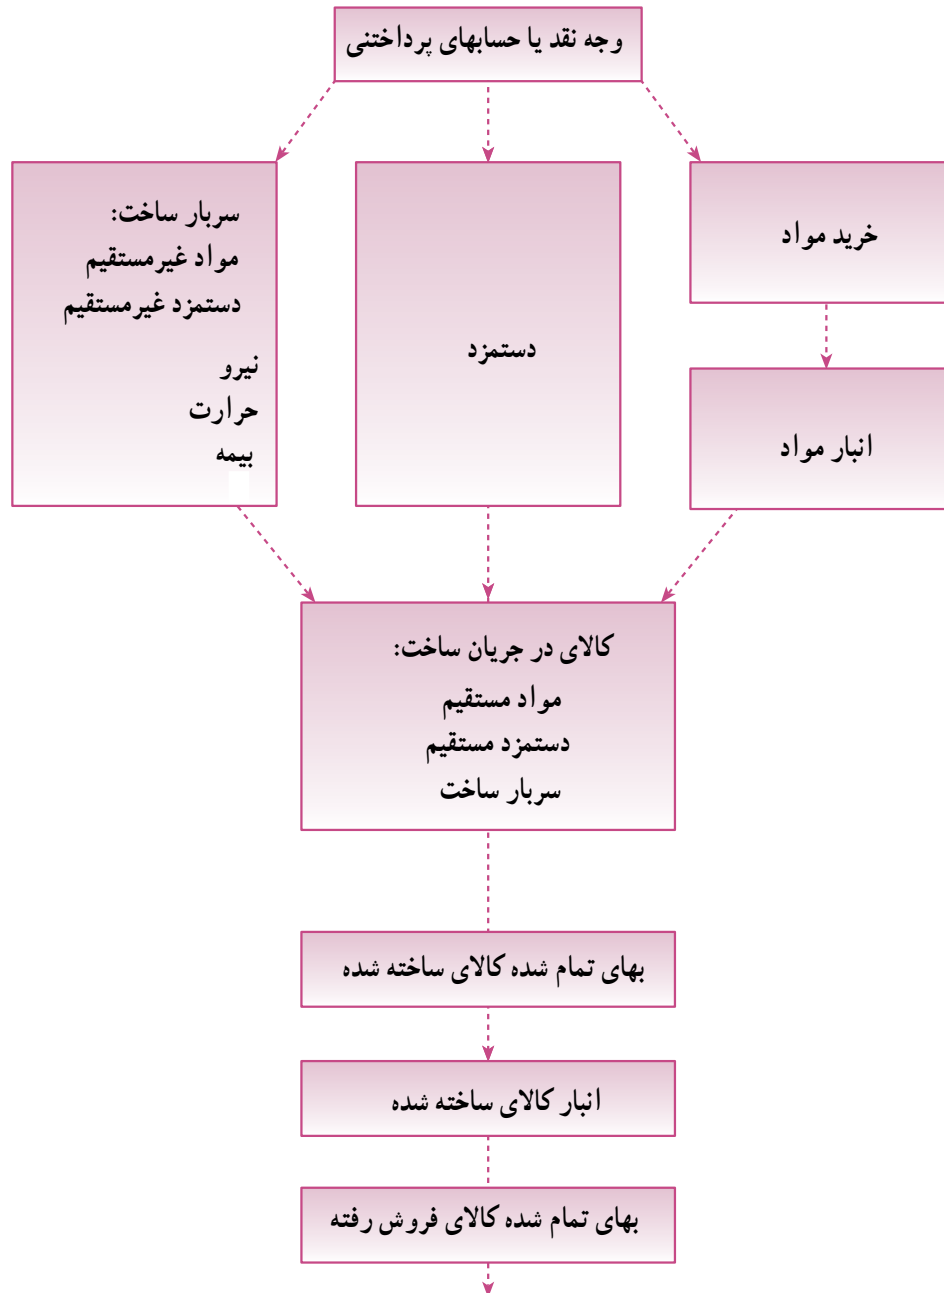 وجه نقد یا حسابهای پرداختنی
خرید مواد
انبار مواد
دستمزد
سربار ساخت:
مواد غیرمستقیم
دستمزد غیرمستقیم
نیرو
حرارت
بیمه
کالای در جریان ساخت:
مواد مستقیم
دستمزد مستقیم
سربار ساخت
بهای تمام شده کالای ساخته شده
انبار کالای ساخته شده
بهای تمام شده کالای فروش رفته